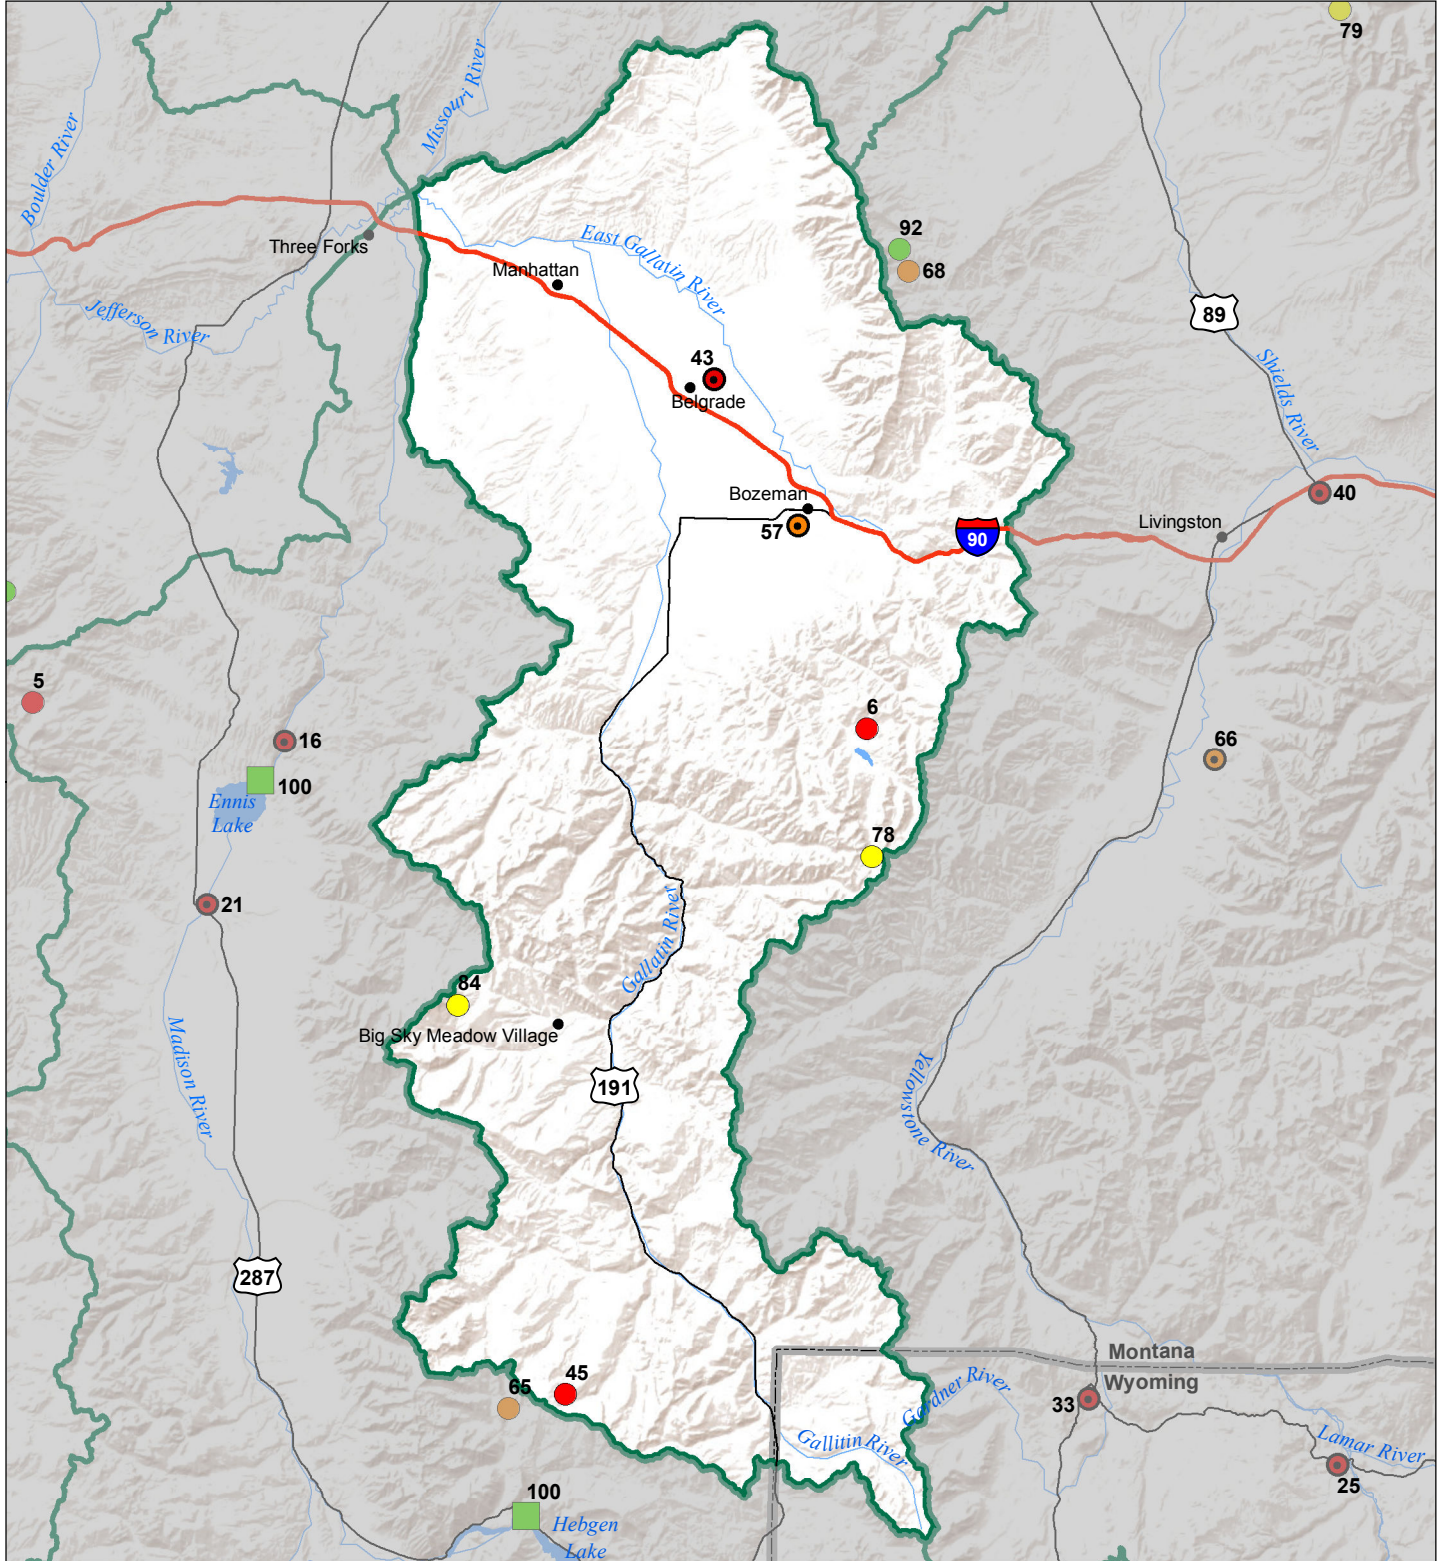 79
Missouri River
Boulder River
92
68
Three Forks
East Gallatin River
Manhattan
Jefferson River
89
43
Belgrade
Shields River
Bozeman
57
90
40
Livingston
5
6
16
66
100
Ennis
Lake
78
21
Gallatin River
84
Big Sky Meadow Village
Madison River
191
Yellowstone River
287
Montana
Wyoming
45
65
33
Gardner River
Gallitin River
Lamar River
25
100
Hebgen
Lake